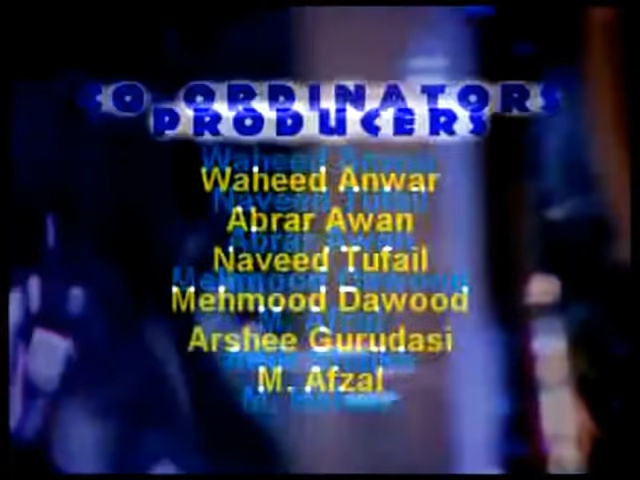 CO ORDINATORS
PRODUCERS
Waheed Anwar
Abrar Awan
Naveed Tufail
Mehmood Dawood
Arshee Gurudasi
M. Afzal